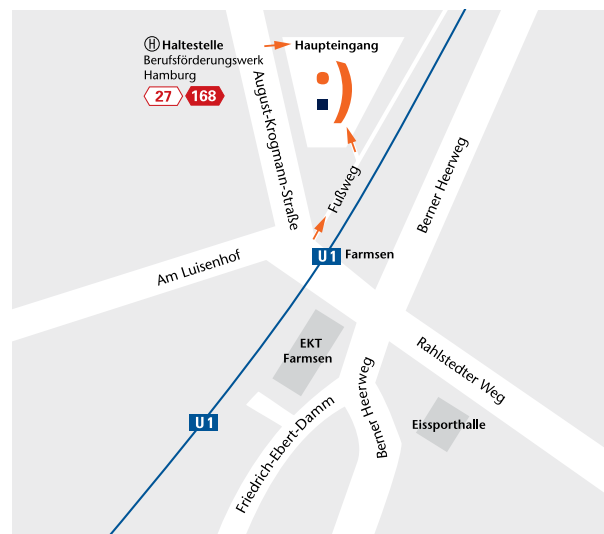 H Haltestelle
Berufsförderungswerk
Hamburg
27 168
Haupteingang
August-Krogmann-Straße
Fußweg
Berner Heerweg
U1 Farmsen
Am Luisenhof
EKT
Farmsen
Rahlstedter Weg
Berner Heerweg
U1
Friedrich-Ebert-Damm
Eissporthalle